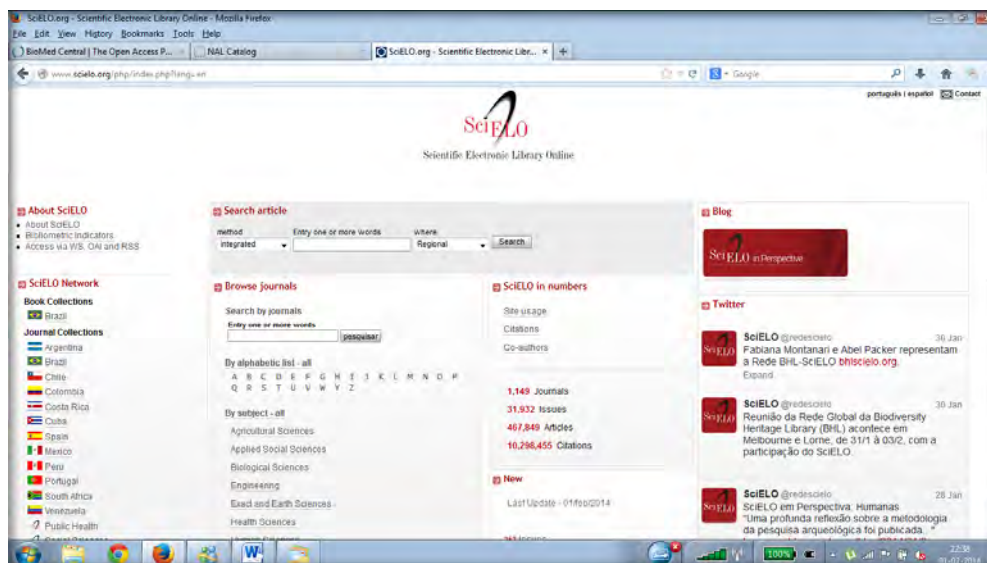 SciELO.org - Scientific Electronic Library Online - Mozilla Firefox
File Edit View History Bookmarks Tools Help
BioMed Central | The Open Access P...
NAL Catalog
SciELO.org - Scientific Electronic Libr... × +
www.scielo.org/php/index.php?lang=en
Google
português | español Contact
SciELO
Scientific Electronic Library Online
About SciELO
About SciELO
Bibliometric Indicators
Access via WS, OAI and RSS
SciELO Network
Book Collections
Brazil
Journal Collections
Argentina
Brazil
Chile
Colombia
Costa Rica
Cuba
Spain
Mexico
Peru
Portugal
South Africa
Venezuela
Public Health
Search article
method Entry one or more words where
integrated Regional Search
Browse journals
Search by journals
Entry one or more words
pesquisar
By alphabetic list - all
A B C D E F G H I J K L M N O P
Q R S T U V W Y Z
By subject - all
Agricultural Sciences
Applied Social Sciences
Biological Sciences
Engineering
Exact and Earth Sciences
Health Sciences
Human Sciences
SciELO in numbers
Site usage
Citations
Co-authors
1,149 Journals
31,932 Issues
467,849 Articles
10,298,455 Citations
New
Last Update - 01/feb/2014
Blog
SciELO in Perspective
Twitter
SciELO
SciELO @redescielo 30 Jan
Fabiana Montanari e Abel Packer representam
a Rede BHL-SciELO bhlscielo.org.
Expand
SciELO
SciELO @redescielo 30 Jan
Reunião da Rede Global da Biodiversity
Heritage Library (BHL) acontece em
Melbourne e Lorne, de 31/1 à 03/2, com a
participação do SciELO.
SciELO
SciELO @redescielo 28 Jan
SciELO em Perspectiva: Humanas
"Uma profunda reflexão sobre a metodologia
da pesquisa arqueológica foi publicada..."
100%
22:38
01-02-2014